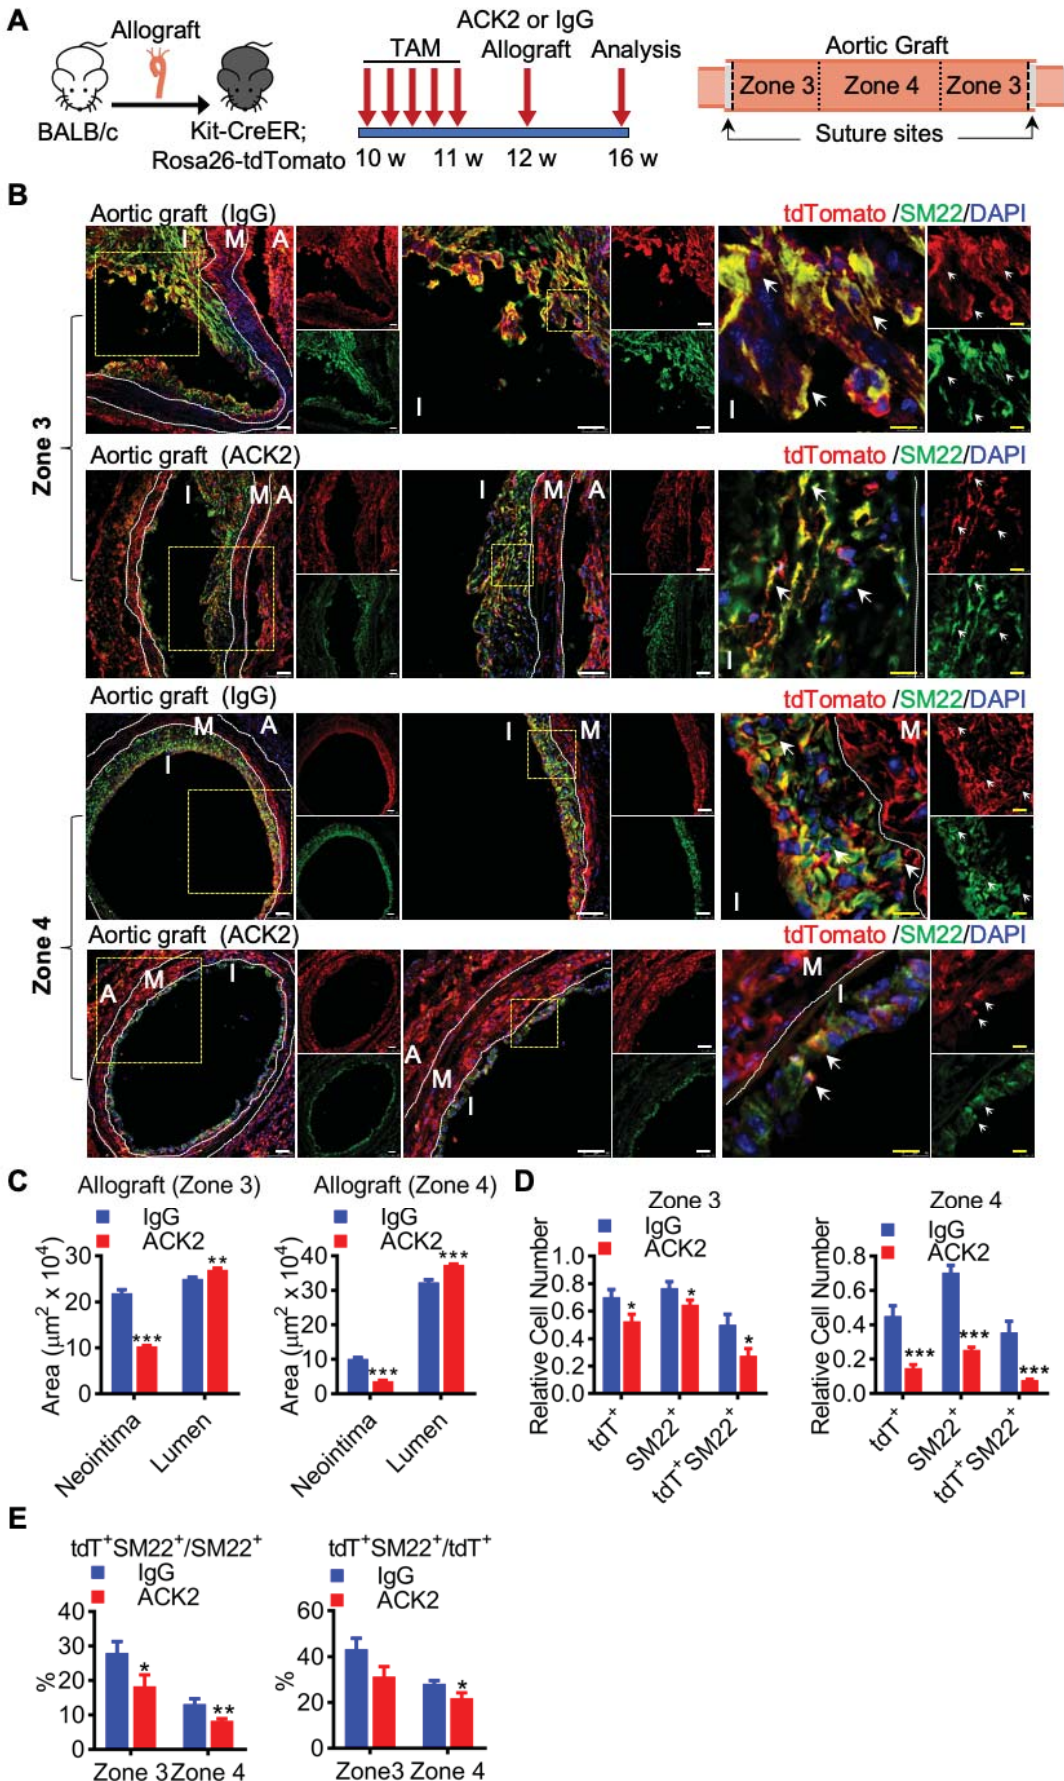 A
Allograft
BALB/c
Kit-CreER;
Rosa26-tdTomato
ACK2 or IgG
TAM Allograft Analysis
10 w 11 w 12 w 16 w
Aortic Graft
Zone 3 Zone 4 Zone 3
Suture sites
B
Aortic graft (IgG) tdTomato /SM22/DAPI
I M A
I
I
Zone 3
Aortic graft (ACK2) tdTomato /SM22/DAPI
I M A
I M A
I
Aortic graft (IgG) tdTomato /SM22/DAPI
M A
I
I M
M
I
Zone 4
Aortic graft (ACK2) tdTomato /SM22/DAPI
A M I
A M I
M
I
C
Allograft (Zone 3)
IgG
ACK2
Area (μm² x 10⁴)
30
20
10
0
***
**
Neointima
Lumen
Allograft (Zone 4)
IgG
ACK2
Area (μm² x 10⁴)
40
30
20
10
0
***
***
Neointima
Lumen
D
Zone 3
IgG
ACK2
Relative Cell Number
1.0
0.8
0.6
0.4
0.2
0.0
*
*
*
tdT⁺
SM22⁺
tdT⁺SM22⁺
Zone 4
IgG
ACK2
Relative Cell Number
0.8
0.6
0.4
0.2
0.0
***
***
***
tdT⁺
SM22⁺
tdT⁺SM22⁺
E
tdT⁺SM22⁺/SM22⁺
IgG
ACK2
%
40
30
20
10
0
*
**
Zone 3 Zone 4
tdT⁺SM22⁺/tdT⁺
IgG
ACK2
%
60
40
20
0
*
Zone3 Zone 4